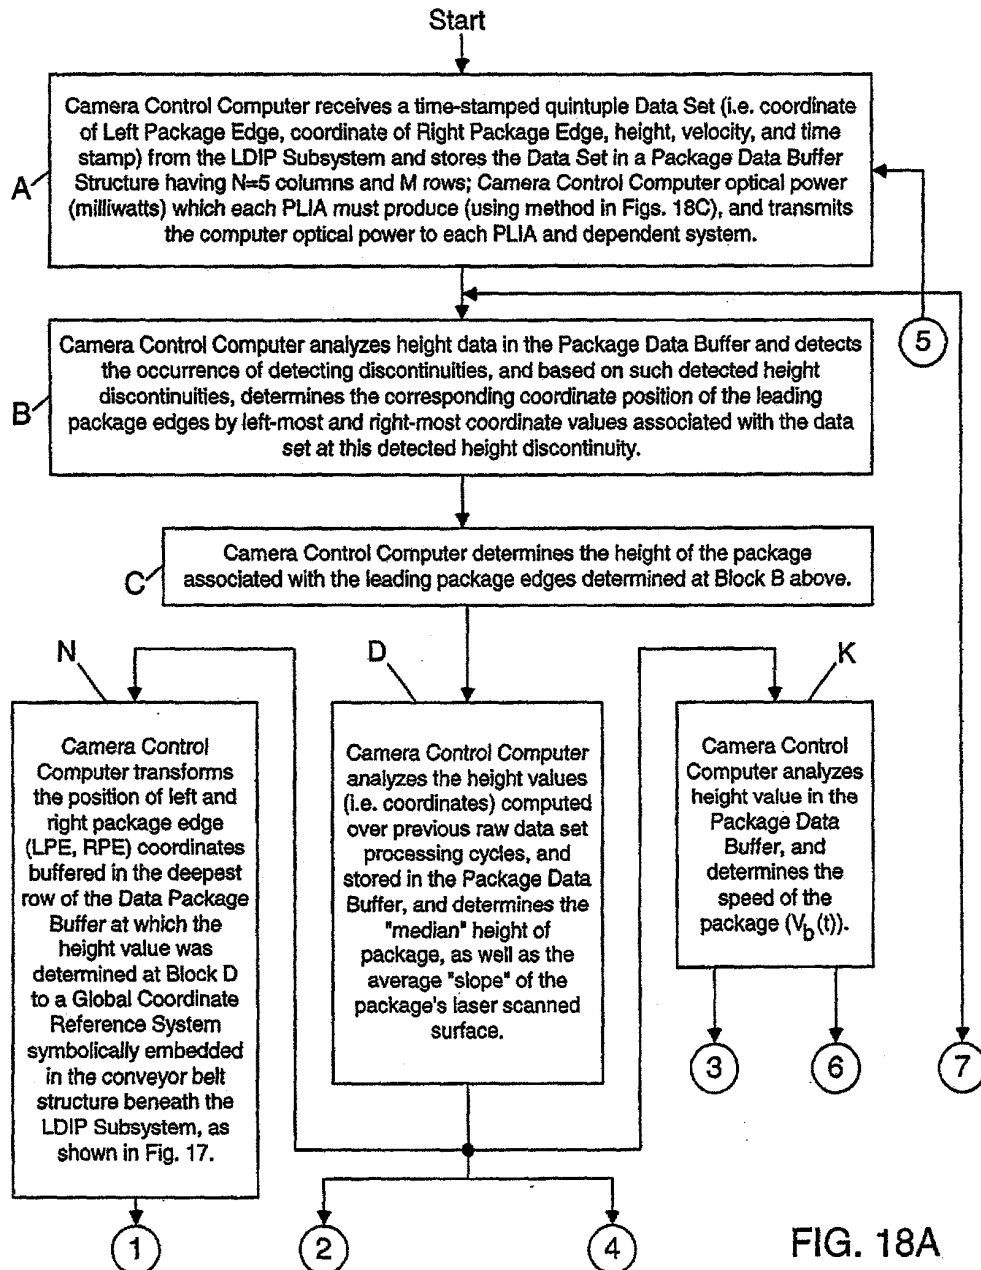 Start
Camera Control Computer receives a time-stamped quintuple Data Set (i.e. coordinate
of Left Package Edge, coordinate of Right Package Edge, height, velocity, and time
stamp) from the LDIP Subsystem and stores the Data Set in a Package Data Buffer
Structure having N=5 columns and M rows; Camera Control Computer optical power
(milliwatts) which each PLIA must produce (using method in Figs. 18C), and transmits
the computer optical power to each PLIA and dependent system.
A
5
Camera Control Computer analyzes height data in the Package Data Buffer and detects
the occurrence of detecting discontinuities, and based on such detected height
discontinuities, determines the corresponding coordinate position of the leading
package edges by left-most and right-most coordinate values associated with the data
set at this detected height discontinuity.
B
Camera Control Computer determines the height of the package
associated with the leading package edges determined at Block B above.
C
N
Camera Control
Computer transforms
the position of left and
right package edge
(LPE, RPE) coordinates
buffered in the deepest
row of the Data Package
Buffer at which the
height value was
determined at Block D
to a Global Coordinate
Reference System
symbolically embedded
in the conveyor belt
structure beneath the
LDIP Subsystem, as
shown in Fig. 17.
D
Camera Control Computer
analyzes the height values
(i.e. coordinates) computed
over previous raw data set
processing cycles, and
stored in the Package Data
Buffer, and determines the
"median" height of
package, as well as the
average "slope" of the
package's laser scanned
surface.
K
Camera Control
Computer analyzes
height value in the
Package Data
Buffer, and
determines the
speed of the
package (V_b(t)).
3
6
7
1
2
4
FIG. 18A